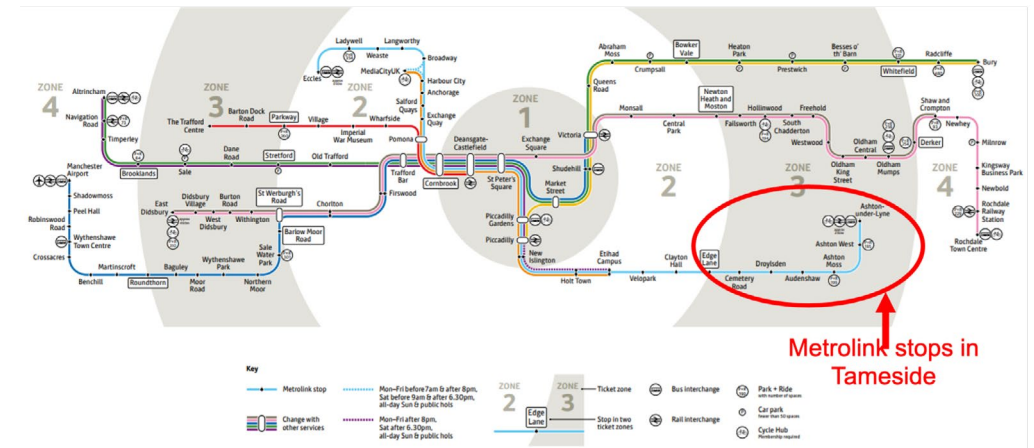 Ladywell
Langworthy
Weaste
Eccles
MediaCityUK
Broadway
Harbour City
Anchorage
Salford
Quays
Exchange
Quay
Pomona
ZONE
4
ZONE
3
ZONE
2
ZONE
1
Altrincham
Navigation
Road
Timperley
Brooklands
Sale
Dane
Road
Stretford
Old Trafford
The Trafford
Centre
Barton Dock
Road
Parkway
Village
Imperial
War Museum
Wharfside
Trafford
Bar
Cornbrook
Deansgate-
Castlefield
St Peter's
Square
Exchange
Square
Victoria
Shudehill
Market
Street
Piccadilly
Gardens
Piccadilly
New
Islington
Holt Town
Etihad
Campus
Velopark
Clayton
Hall
Edge
Lane
Cemetery
Road
Droylsden
Audenshaw
Ashton
Moss
Ashton West
Ashton-
under-Lyne
Manchester
Airport
Shadowmoss
Peel Hall
Robinswood
Road
Wythenshawe
Town Centre
Crossacres
Benchill
Martinscroft
Roundthorn
Baguley
Moor
Road
Wythenshawe
Park
Northern
Moor
Sale
Water
Park
Barlow Moor
Road
St Werburgh's
Road
East
Didsbury
Didsbury
Village
West
Didsbury
Burton
Road
Withington
Chorlton
Firswood
Queens
Road
Abraham
Moss
Crumpsall
Bowker
Vale
Heaton
Park
Prestwich
Besses o'
th' Barn
Whitefield
Radcliffe
Bury
Monsall
Central
Park
Newton
Heath and
Moston
Failsworth
Hollinwood
South
Chadderton
Freehold
Westwood
Oldham
King
Street
Oldham
Central
Oldham
Mumps
Derker
Shaw and
Crompton
Newhey
Milnrow
Kingsway
Business Park
Newbold
Rochdale
Railway
Station
Rochdale
Town Centre
ZONE
2
ZONE
3
ZONE
4
Metrolink stops in
Tameside
Key
Metrolink stop
Change with
other services
Mon–Fri before 7am & after 8pm,
Sat before 9am & after 6.30pm,
all-day Sun & public hols
Mon–Fri after 8pm,
Sat after 6.30pm,
all-day Sun & public hols
ZONE
2
ZONE
3
Edge
Lane
Ticket zone
Stop in two
ticket zones
Bus interchange
Rail interchange
Park + Ride
with number of spaces
Car park
fewer than 50 spaces
Cycle Hub
Membership required